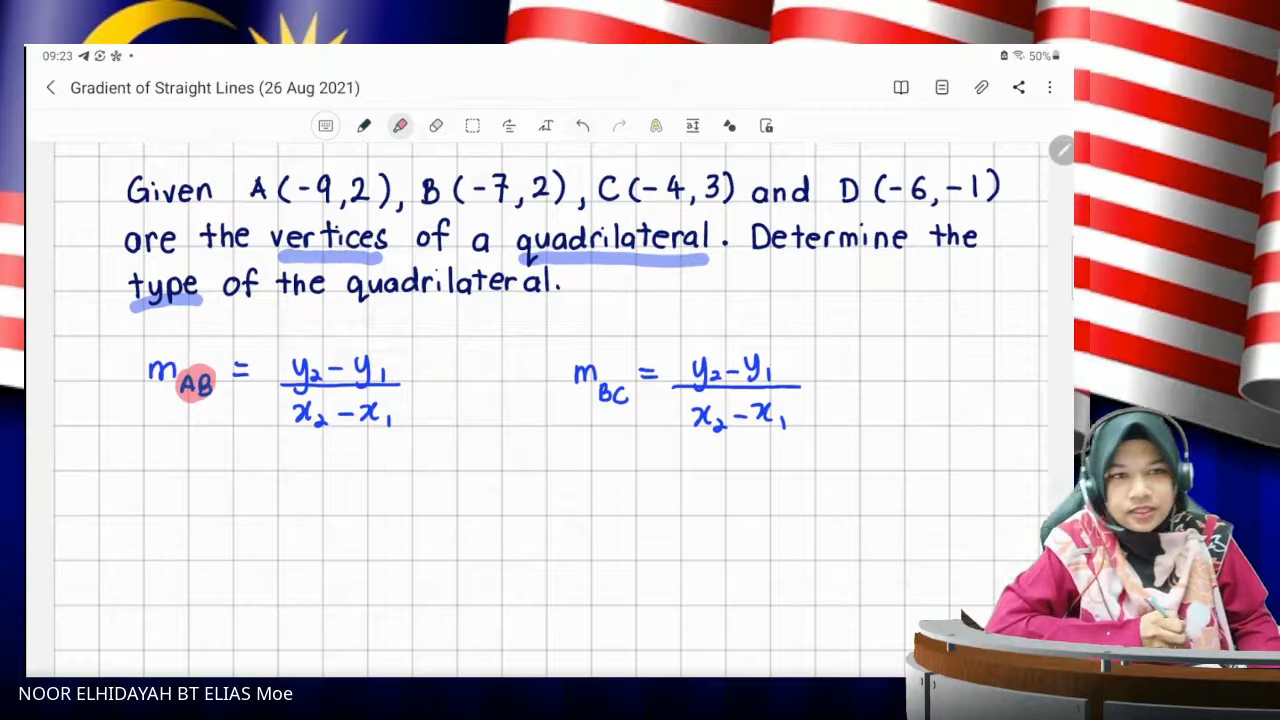 09:23
50%
Gradient of Straight Lines (26 Aug 2021)
Given A(-9,2), B(-7,2), C(-4,3) and D(-6,-1)
are the vertices of a quadrilateral. Determine the
type of the quadrilateral.
m_AB = (y₂ - y₁)/(x₂ - x₁)
m_BC = (y₂ - y₁)/(x₂ - x₁)
NOOR ELHIDAYAH BT ELIAS Moe